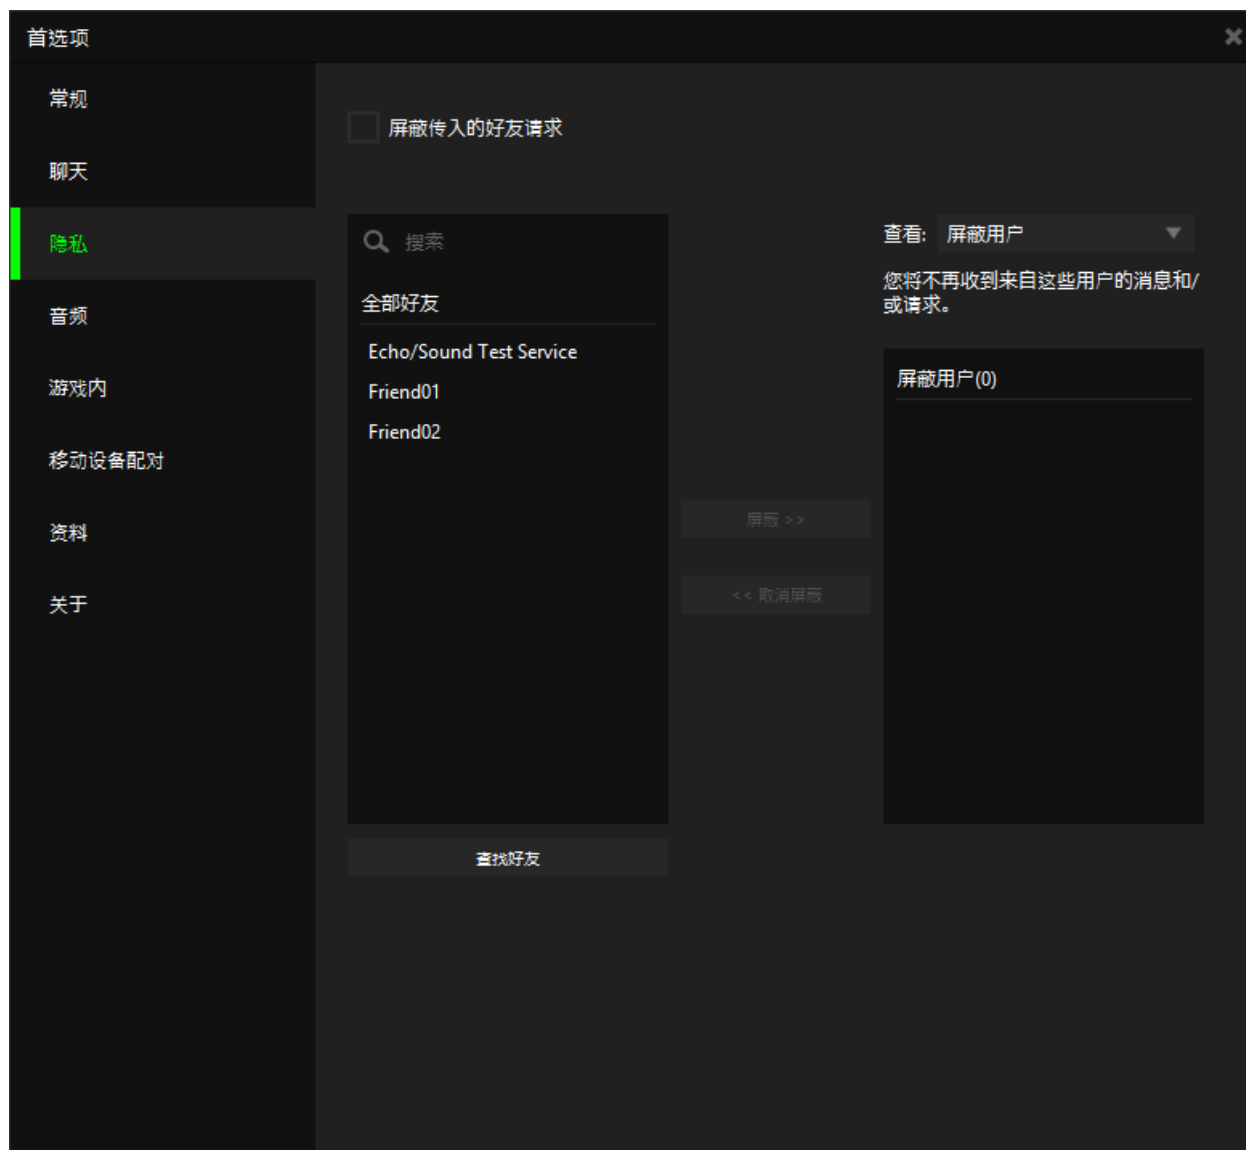 首选项
常规
聊天
隐私
音频
游戏内
移动设备配对
资料
关于
屏蔽传入的好友请求
搜索
全部好友
Echo/Sound Test Service
Friend01
Friend02
查找好友
屏蔽 >>
<< 取消屏蔽
查看: 屏蔽用户
您将不再收到来自这些用户的消息和/
或请求。
屏蔽用户(0)